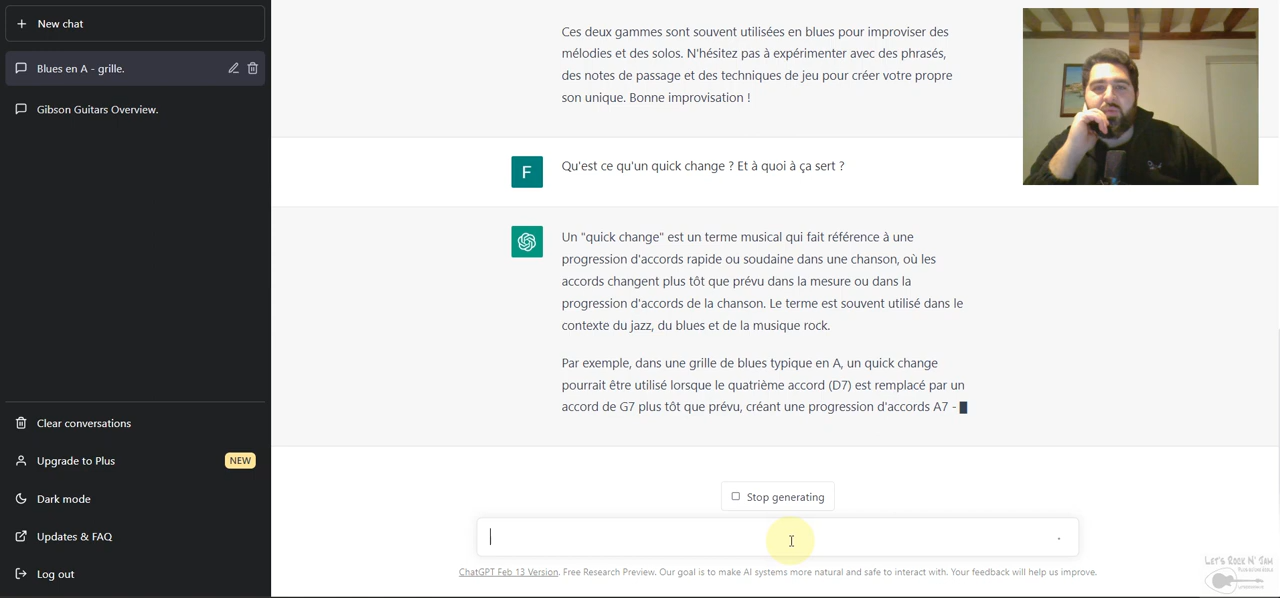 New chat
Blues en A - grille.
Gibson Guitars Overview.
Clear conversations
Upgrade to Plus
NEW
Dark mode
Updates & FAQ
Log out
Ces deux gammes sont souvent utilisées en blues pour improviser des
mélodies et des solos. N'hésitez pas à expérimenter avec des phrasés,
des notes de passage et des techniques de jeu pour créer votre propre
son unique. Bonne improvisation !
F
Qu'est ce qu'un quick change ? Et à quoi à ça sert ?
Un "quick change" est un terme musical qui fait référence à une
progression d'accords rapide ou soudaine dans une chanson, où les
accords changent plus tôt que prévu dans la mesure ou dans la
progression d'accords de la chanson. Le terme est souvent utilisé dans le
contexte du jazz, du blues et de la musique rock.
Par exemple, dans une grille de blues typique en A, un quick change
pourrait être utilisé lorsque le quatrième accord (D7) est remplacé par un
accord de G7 plus tôt que prévu, créant une progression d'accords A7 -
Stop generating
ChatGPT Feb 13 Version. Free Research Preview. Our goal is to make AI systems more natural and safe to interact with. Your feedback will help us improve.
LET'S ROCK N' JAM